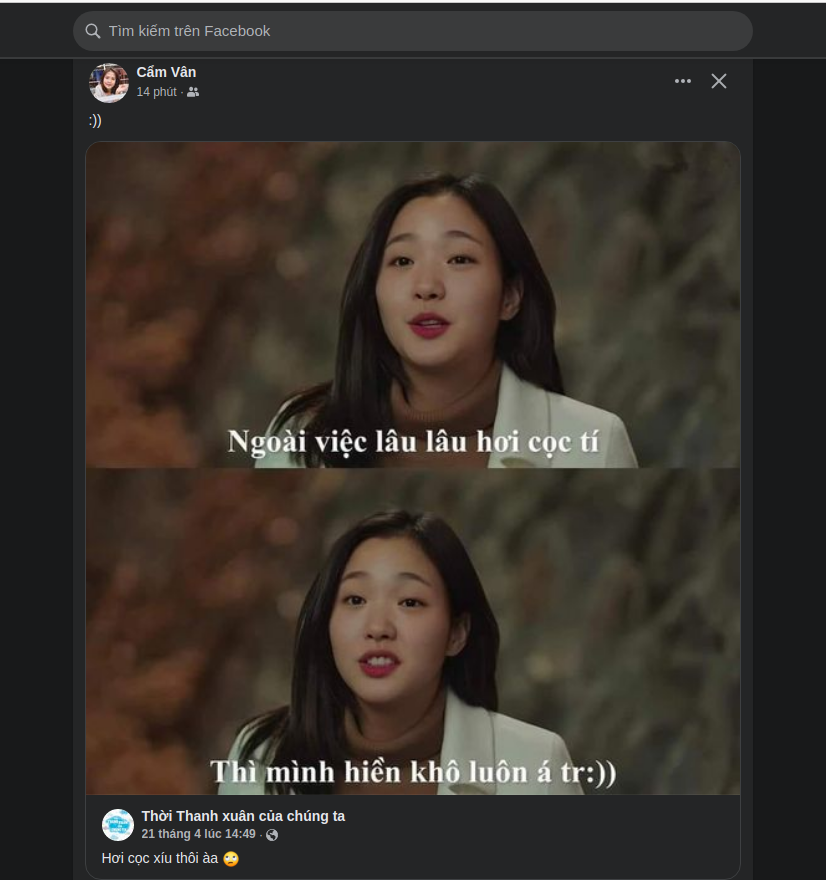 Tìm kiếm trên Facebook
Cẩm Vân
14 phút ·
:))
Ngoài việc lâu lâu hơi cọc tí
Thì mình hiền khô luôn á tr:))
Thời Thanh xuân của chúng ta
21 tháng 4 lúc 14:49 ·
Hơi cọc xíu thôi àa 🙄